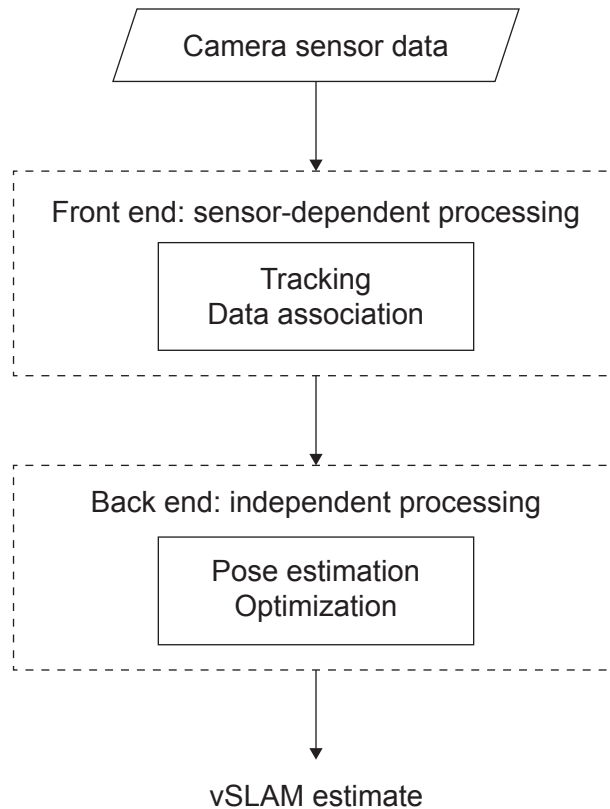 Camera sensor data
Front end: sensor-dependent processing
Tracking
Data association
Back end: independent processing
Pose estimation
Optimization
vSLAM estimate